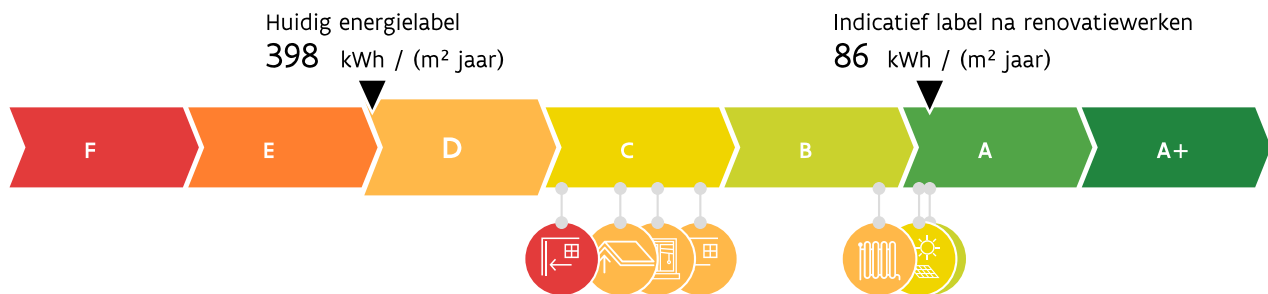 Huidig energielabel
398 kWh / (m² jaar)
Indicatief label na renovatiewerken
86 kWh / (m² jaar)
F E D C B A A+